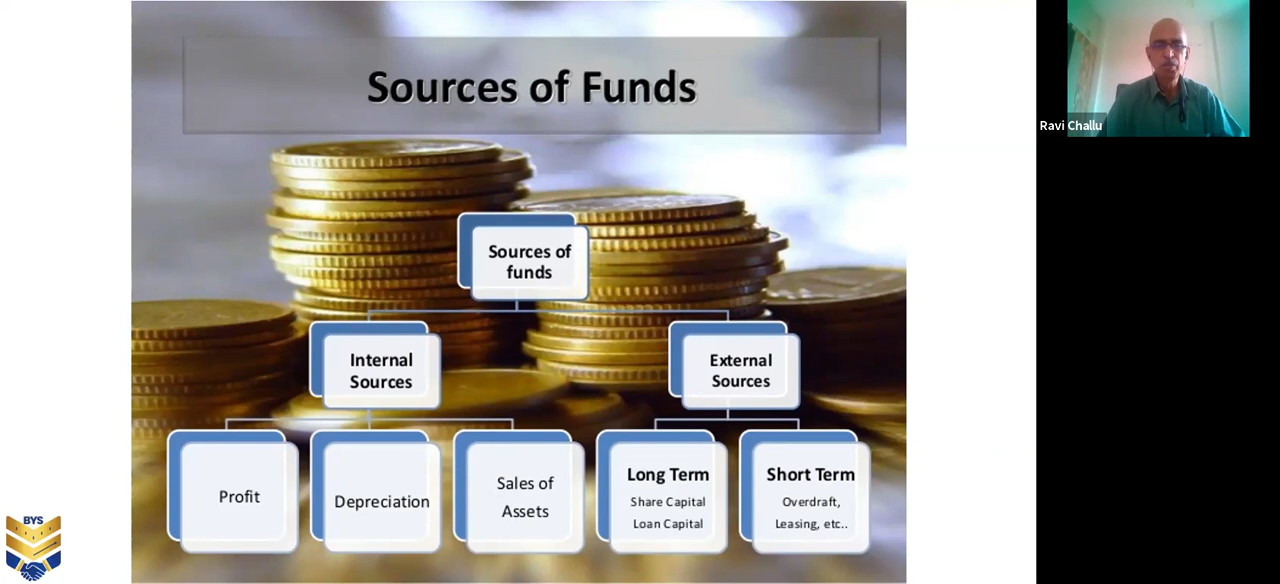 Sources of Funds
Ravi Challu
Sources of
funds
Internal
Sources
External
Sources
Profit
Depreciation
Sales of
Assets
Long Term
Share Capital
Loan Capital
Short Term
Overdraft,
Leasing, etc..
BYS